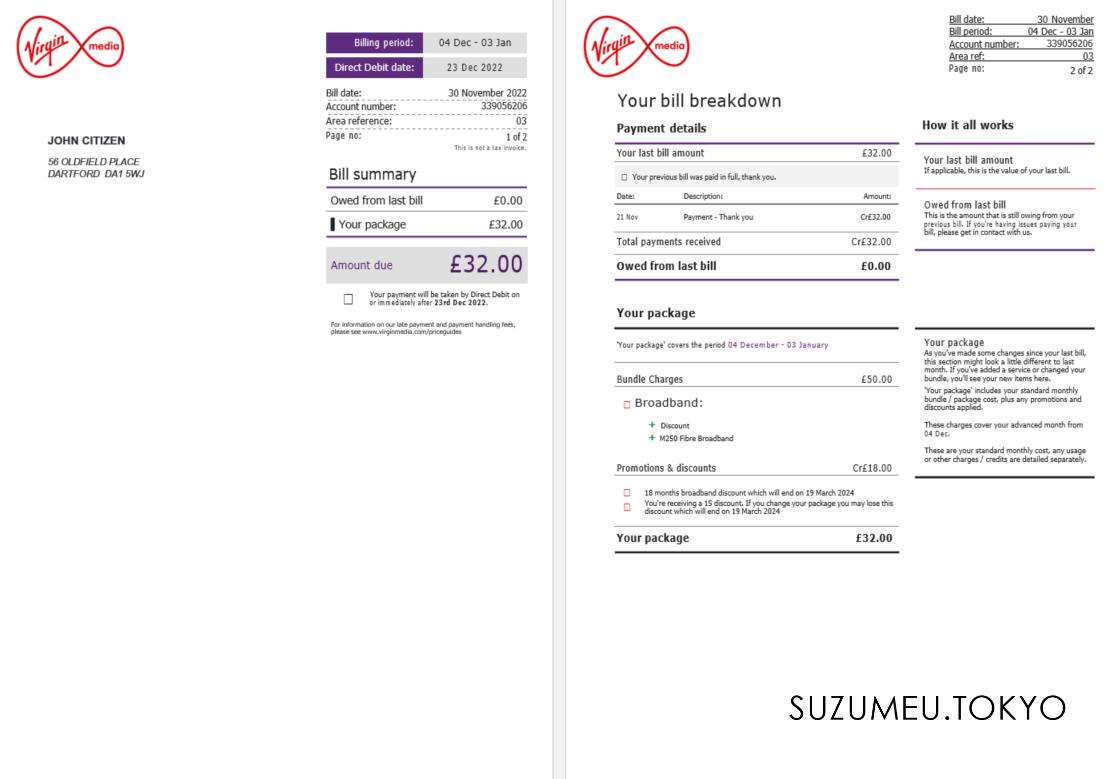 Virgin media
Billing period: 04 Dec - 03 Jan
Direct Debit date: 23 Dec 2022
Bill date: 30 November 2022
Account number: 339056206
Area reference: 03
Page no: 1 of 2
This is not a tax invoice.
JOHN CITIZEN
56 OLDFIELD PLACE
DARTFORD DA1 5WJ
Bill summary
Owed from last bill £0.00
Your package £32.00
Amount due £32.00
Your payment will be taken by Direct Debit on
or immediately after 23rd Dec 2022.
For information on our late payment and payment handling fees,
please see www.virginmedia.com/priceguides
Virgin media
Bill date: 30 November
Bill period: 04 Dec - 03 Jan
Account number: 339056206
Area ref: 03
Page no: 2 of 2
Your bill breakdown
Payment details
Your last bill amount £32.00
Your previous bill was paid in full, thank you.
Date: Description: Amount:
21 Nov Payment - Thank you Cr£32.00
Total payments received Cr£32.00
Owed from last bill £0.00
Your package
'Your package' covers the period 04 December - 03 January
Bundle Charges £50.00
Broadband:
+ Discount
+ M250 Fibre Broadband
Promotions & discounts Cr£18.00
18 months broadband discount which will end on 19 March 2024
You're receiving a 15 discount. If you change your package you may lose this
discount which will end on 19 March 2024
Your package £32.00
How it all works
Your last bill amount
If applicable, this is the value of your last bill.
Owed from last bill
This is the amount that is still owing from your
previous bill. If you're having issues paying your
bill, please get in contact with us.
Your package
As you've made some changes since your last bill,
this section might look a little different to last
month. If you've added a service or changed your
bundle, you'll see your new items here.
'Your package' includes your standard monthly
bundle / package cost, plus any promotions and
discounts applied.
These charges cover your advanced month from
04 Dec.
These are your standard monthly cost, any usage
or other charges / credits are detailed separately.
SUZUMEU.TOKYO